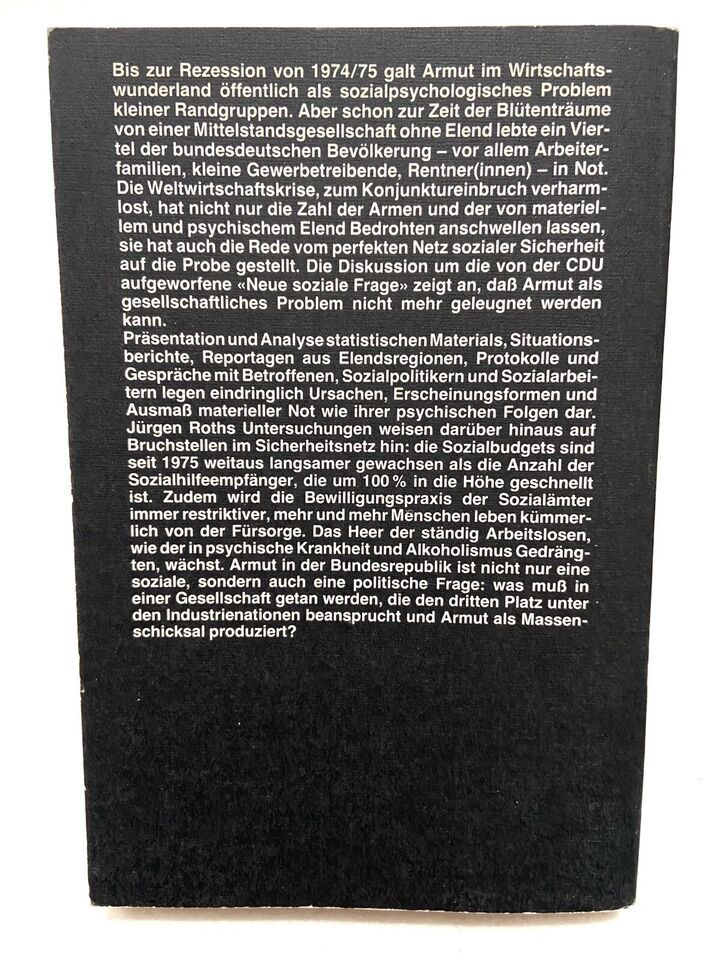 Bis zur Rezession von 1974/75 galt Armut im Wirtschafts-
wunderland öffentlich als sozialpsychologisches Problem
kleiner Randgruppen. Aber schon zur Zeit der Blütenträume
von einer Mittelstandsgesellschaft ohne Elend lebte ein Vier-
tel der bundesdeutschen Bevölkerung – vor allem Arbeiter-
familien, kleine Gewerbetreibende, Rentner(innen) – in Not.
Die Weltwirtschaftskrise, zum Konjunktureinbruch verharm-
lost, hat nicht nur die Zahl der Armen und der von materiel-
lem und psychischem Elend Bedrohten anschwellen lassen,
sie hat auch die Rede vom perfekten Netz sozialer Sicherheit
auf die Probe gestellt. Die Diskussion um die von der CDU
aufgeworfene «Neue soziale Frage» zeigt an, daß Armut als
gesellschaftliches Problem nicht mehr geleugnet werden
kann.
Präsentation und Analyse statistischen Materials, Situations-
berichte, Reportagen aus Elendsregionen, Protokolle und
Gespräche mit Betroffenen, Sozialpolitikern und Sozialarbei-
tern legen eindringlich Ursachen, Erscheinungsformen und
Ausmaß materieller Not wie ihrer psychischen Folgen dar.
Jürgen Roths Untersuchungen weisen darüber hinaus auf
Bruchstellen im Sicherheitsnetz hin: die Sozialbudgets sind
seit 1975 weitaus langsamer gewachsen als die Anzahl der
Sozialhilfeempfänger, die um 100 % in die Höhe geschnellt
ist. Zudem wird die Bewilligungspraxis der Sozialämter
immer restriktiver, mehr und mehr Menschen leben kümmer-
lich von der Fürsorge. Das Heer der ständig Arbeitslosen,
wie der in psychische Krankheit und Alkoholismus Gedräng-
ten, wächst. Armut in der Bundesrepublik ist nicht nur eine
soziale, sondern auch eine politische Frage: was muß in
einer Gesellschaft getan werden, die den dritten Platz unter
den Industrienationen beansprucht und Armut als Massen-
schicksal produziert?